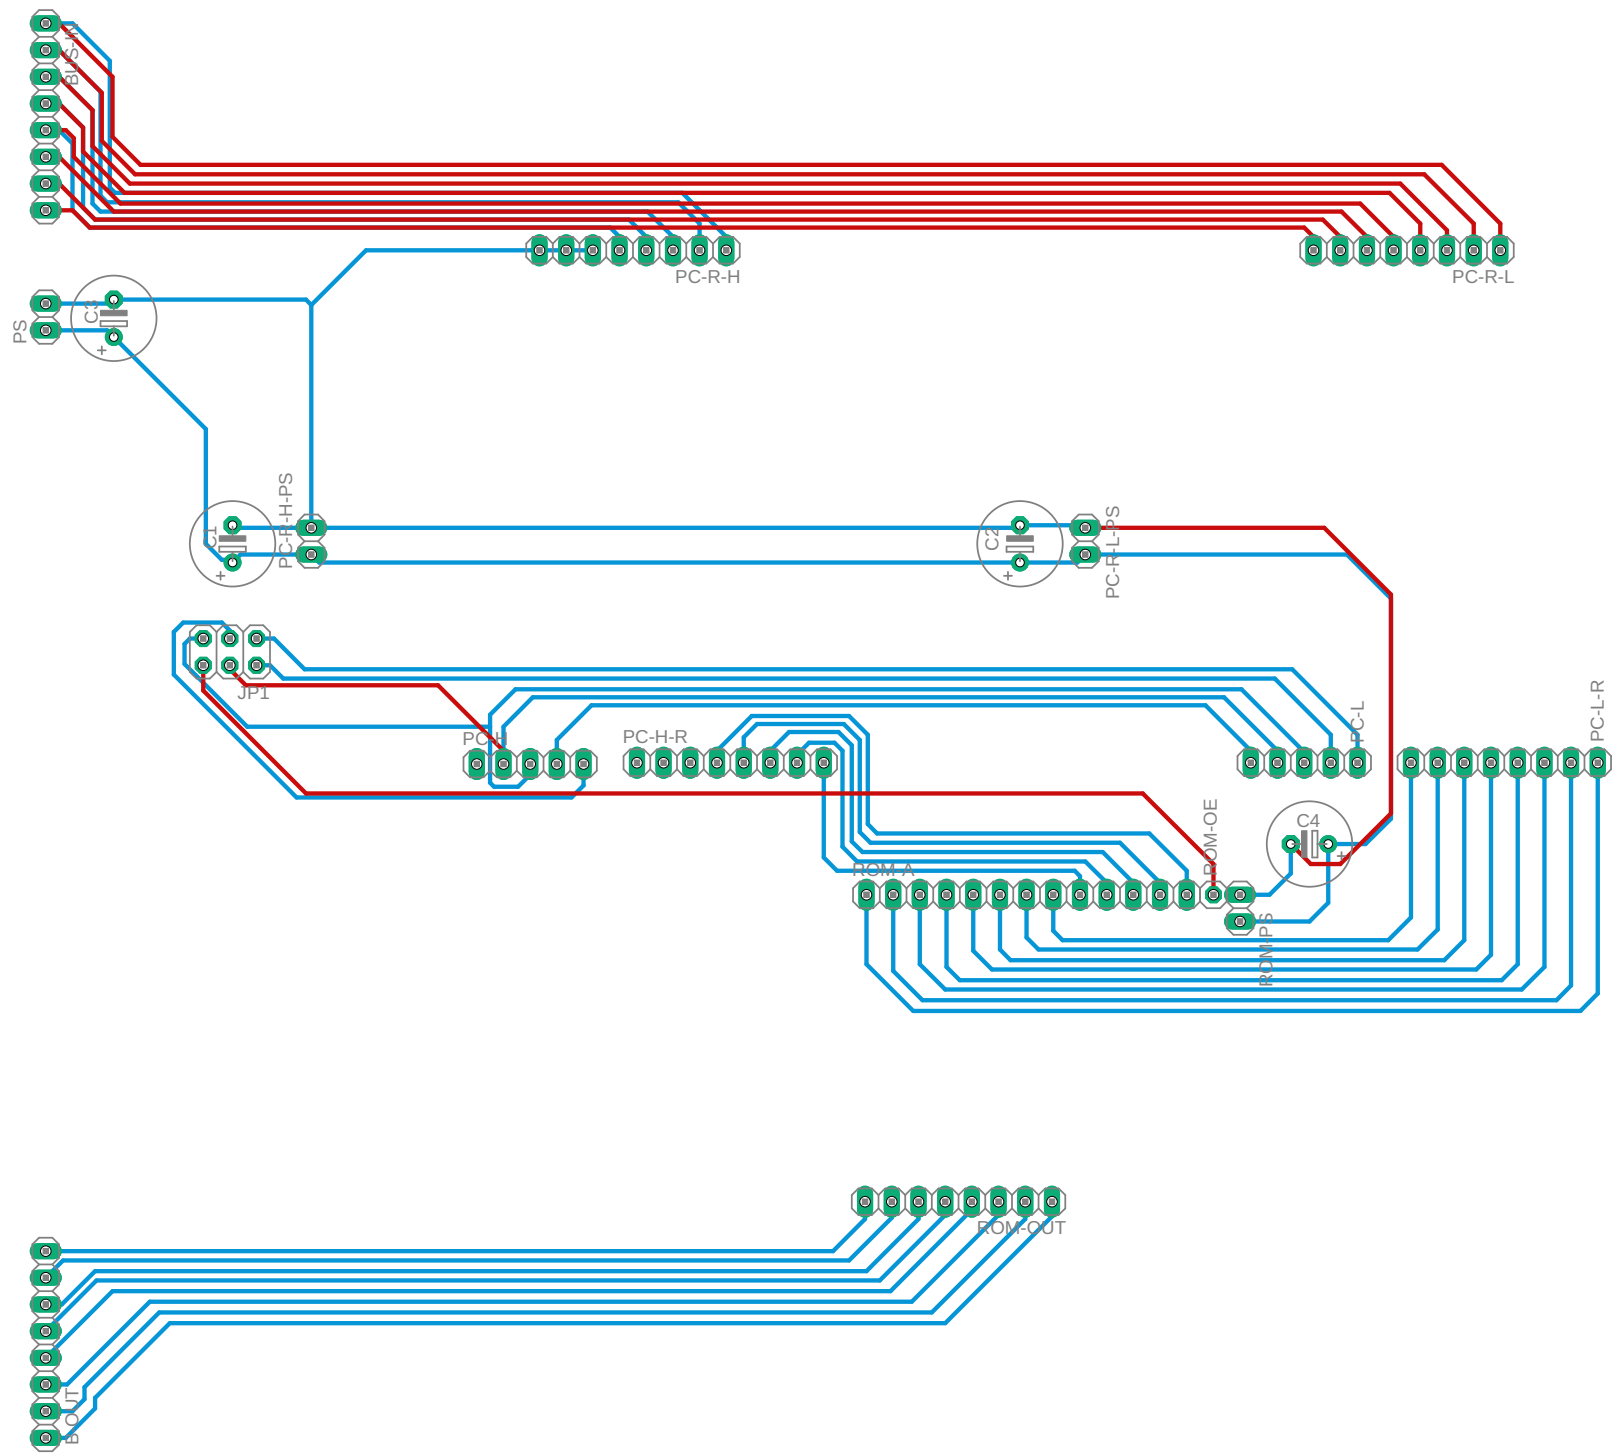 BUS-IN
PC-R-H
PC-R-L
C3
PS
+
PC-R-H-PS
C1
+
C2
+
PC-R-L-PS
JP1
PC-H
PC-H-R
PC-L
PC-L-R
ROM-OE
C4
+
ROM-A
ROM-PS
ROM-OUT
B OUT